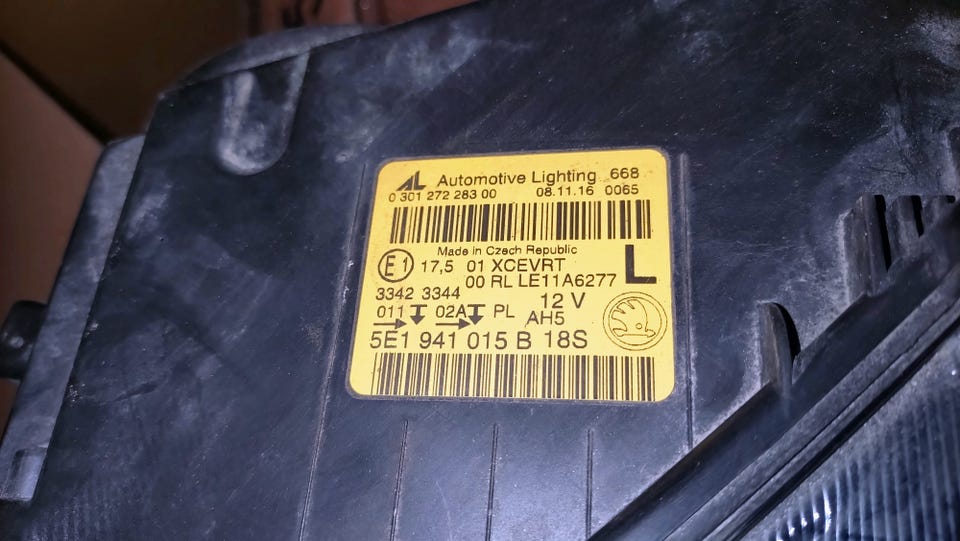 AL Automotive Lighting 668
0 301 272 283 00 08.11.16 0065
Made in Czech Republic
E1 17,5 01 XCEVRT L
00 RL LE11A6277
3342 3344 12 V
011 02A PL AH5
5E1 941 015 B 18S